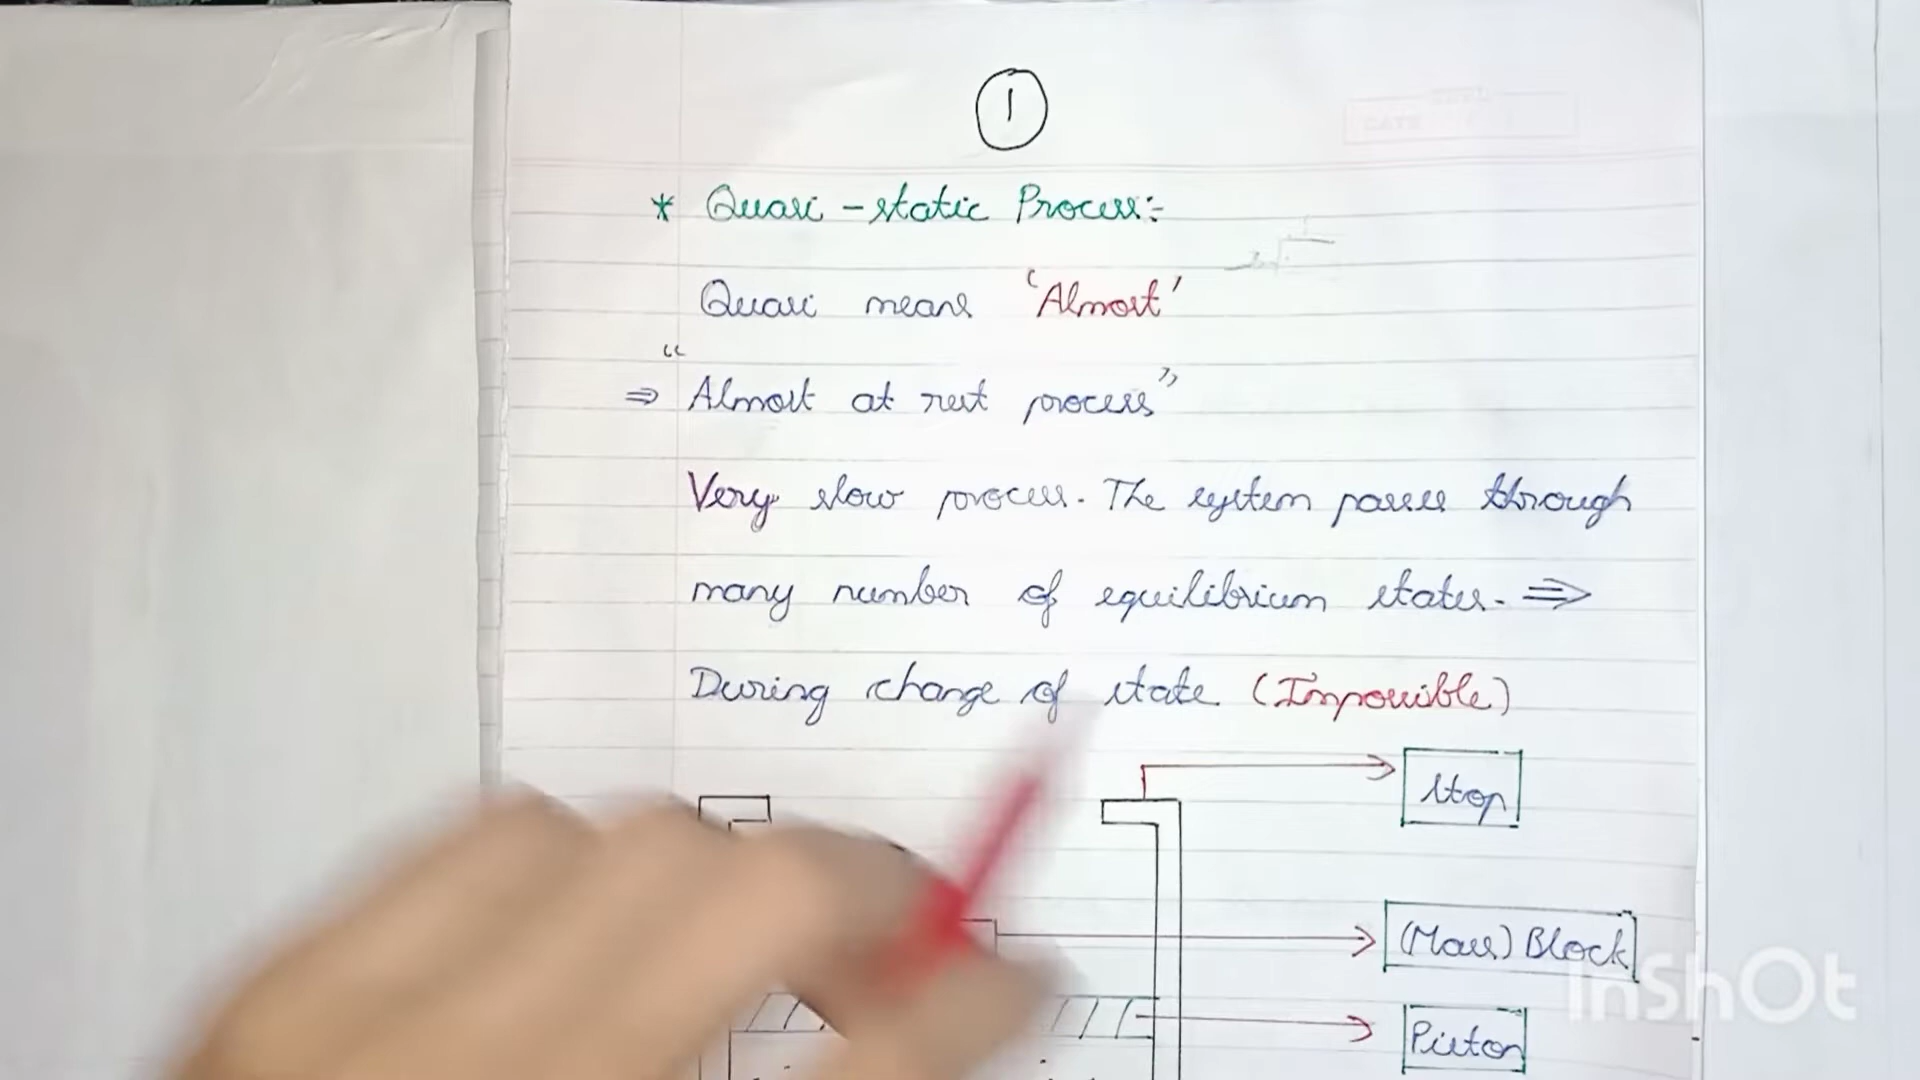 1
* Quasi-static Process:-
Quasi means 'Almost'
⇒ "Almost at rest process"
Very slow process. The system passes through
many number of equilibrium states. ⇒
During change of state (Impossible)
Stop
(Mass) Block
Piston
InShot